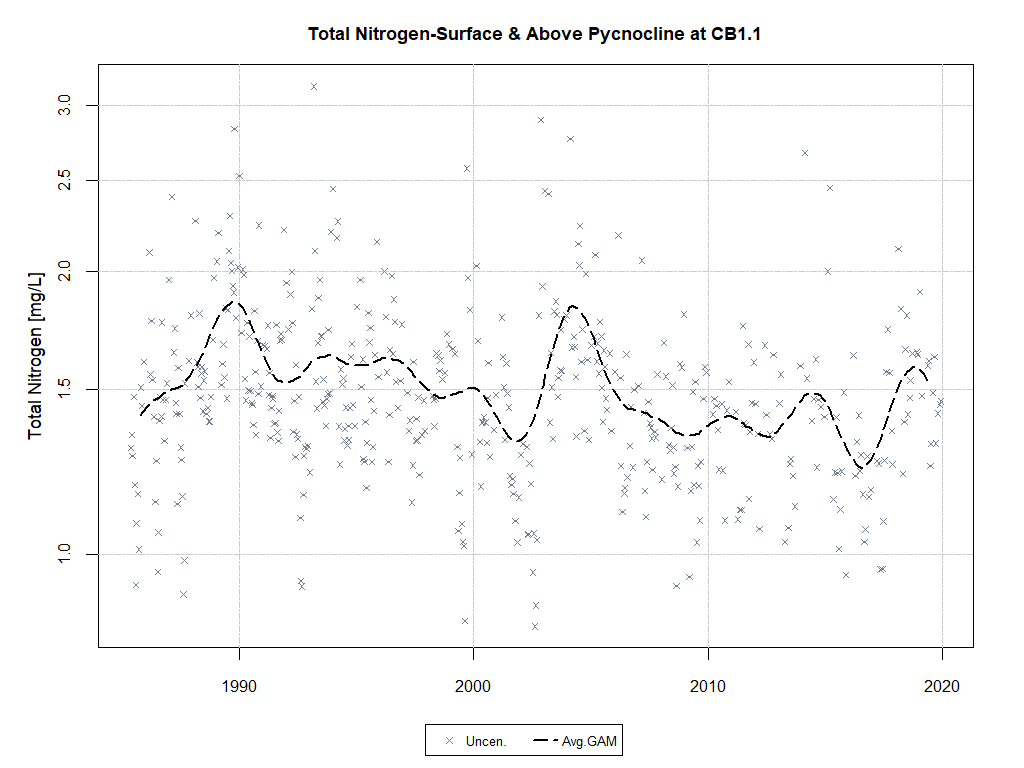 Total Nitrogen-Surface & Above Pycnocline at CB1.1
Total Nitrogen [mg/L]
3.0
2.5
2.0
1.5
1.0
1990 2000 2010 2020
Uncen. Avg.GAM